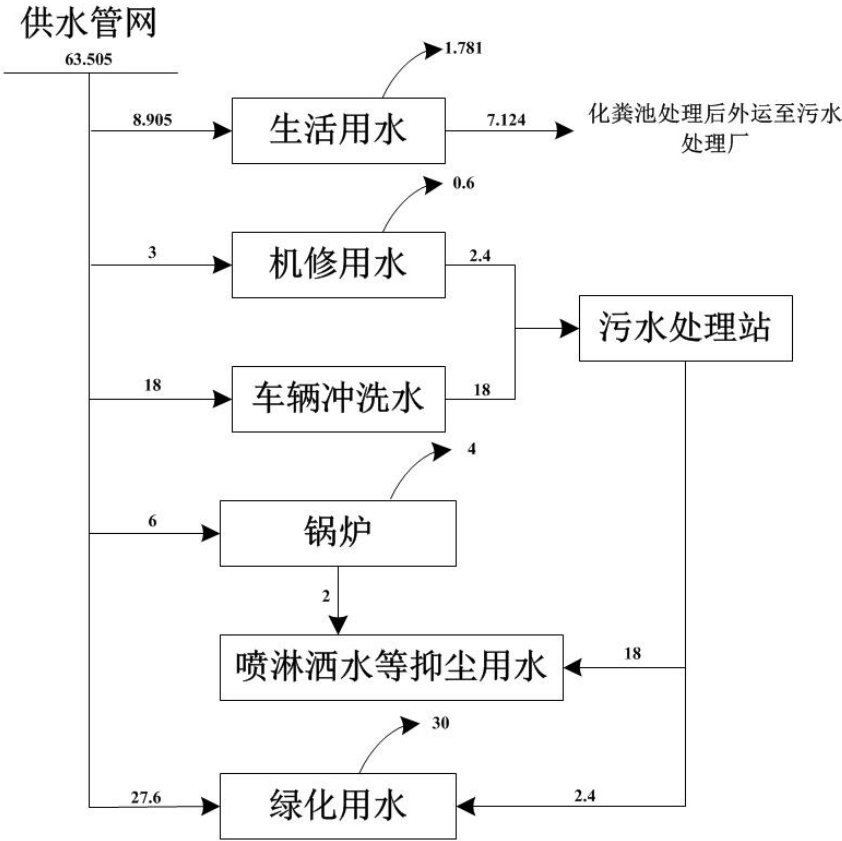 供水管网
63.505
1.781
8.905
生活用水
7.124
化粪池处理后外运至污水
处理厂
0.6
3
机修用水
2.4
污水处理站
18
车辆冲洗水
18
4
6
锅炉
2
喷淋洒水等抑尘用水
18
30
27.6
绿化用水
2.4